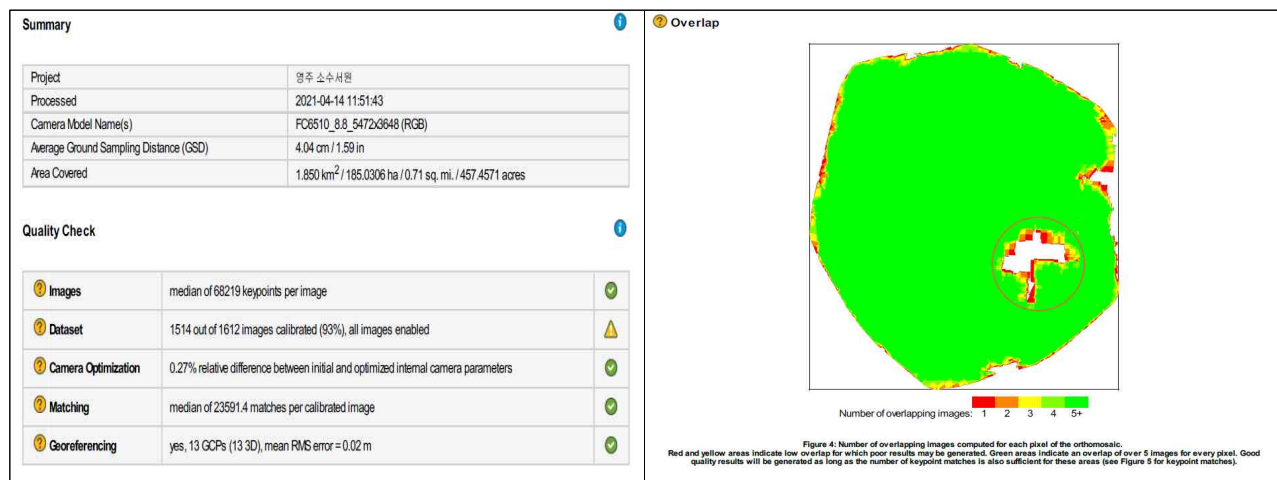 Summary
Project 영주 소수서원
Processed 2021-04-14 11:51:43
Camera Model Name(s) FC6510_8.8_5472x3648 (RGB)
Average Ground Sampling Distance (GSD) 4.04 cm / 1.59 in
Area Covered 1.850 km2 / 185.0306 ha / 0.71 sq. mi. / 457.4571 acres
Quality Check
Images median of 68219 keypoints per image
Dataset 1514 out of 1612 images calibrated (93%), all images enabled
Camera Optimization 0.27% relative difference between initial and optimized internal camera parameters
Matching median of 23591.4 matches per calibrated image
Georeferencing yes, 13 GCPs (13 3D), mean RMS error = 0.02 m
Overlap
Number of overlapping images: 1 2 3 4 5+
Figure 4: Number of overlapping images computed for each pixel of the orthomosaic.
Red and yellow areas indicate low overlap for which poor results may be generated. Green areas indicate an overlap of over 5 images for every pixel. Good
quality results will be generated as long as the number of keypoint matches is also sufficient for these areas (see Figure 5 for keypoint matches).